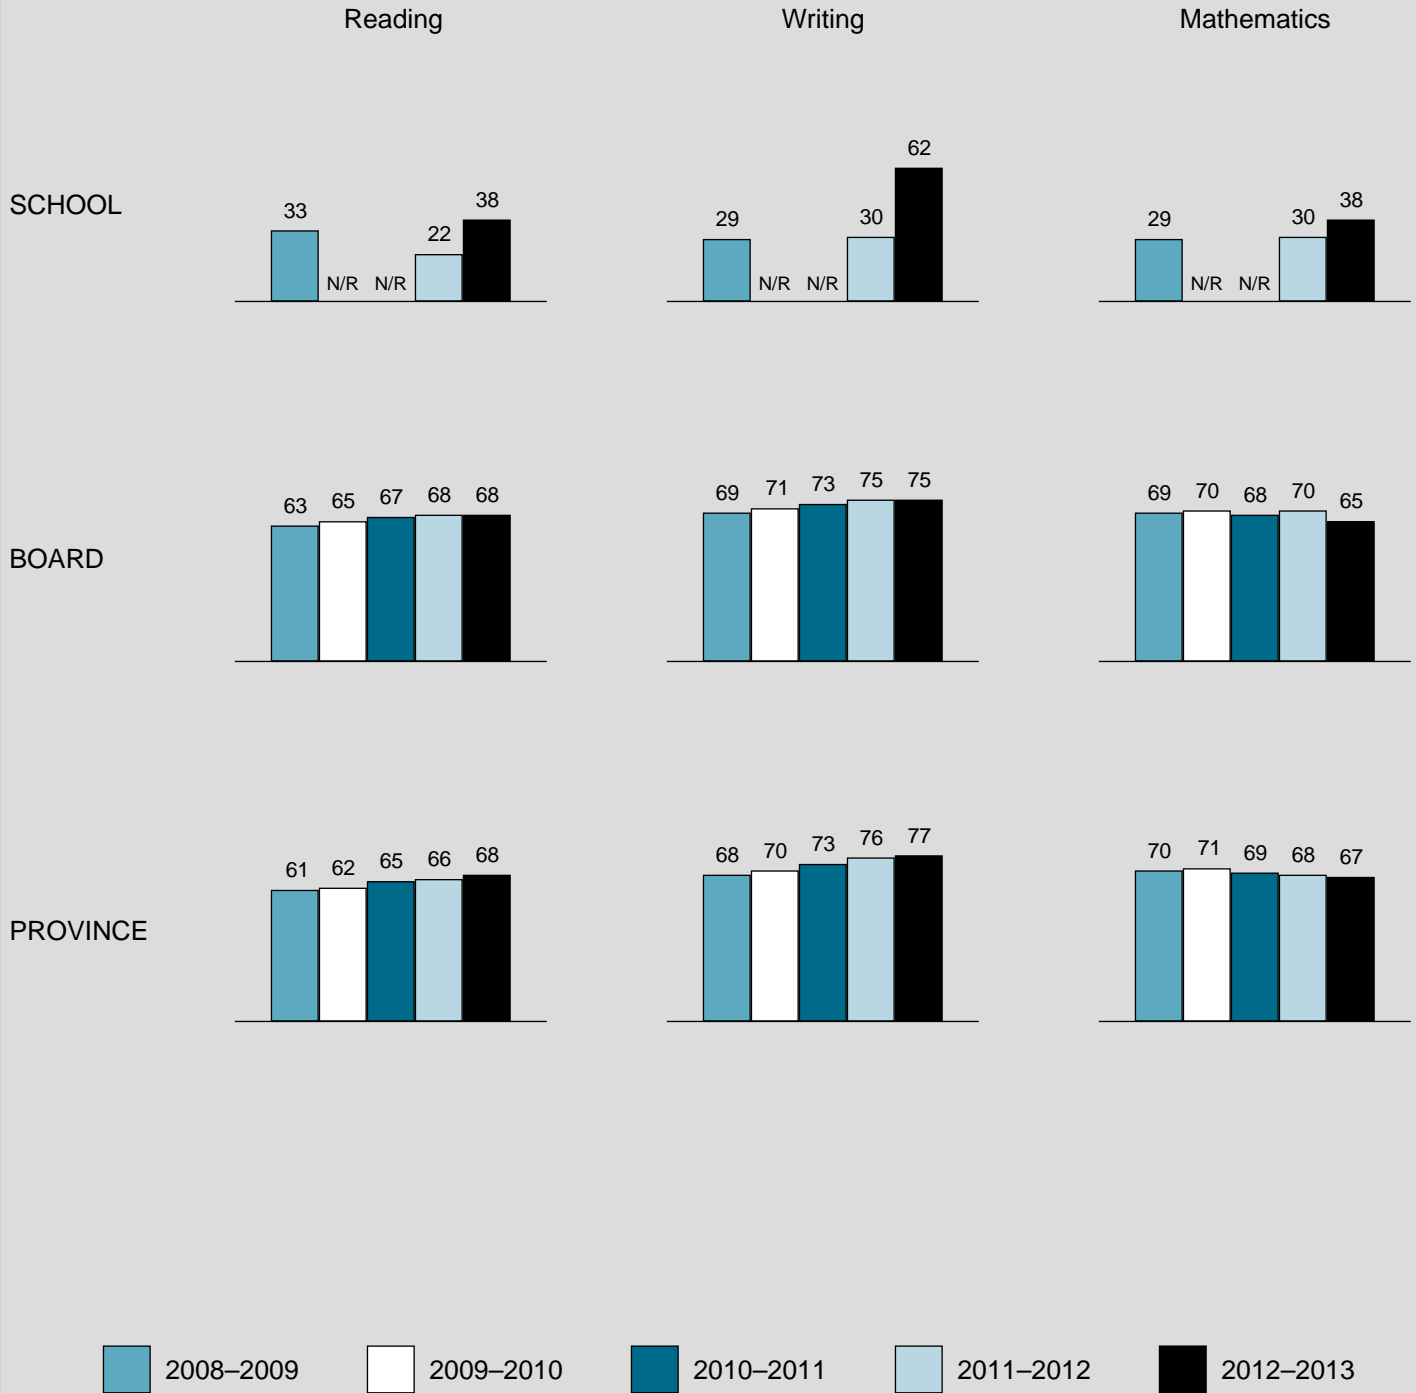 Reading Writing Mathematics
SCHOOL
33 N/R N/R 22 38
29 N/R N/R 30 62
29 N/R N/R 30 38
BOARD
63 65 67 68 68
69 71 73 75 75
69 70 68 70 65
PROVINCE
61 62 65 66 68
68 70 73 76 77
70 71 69 68 67
2008–2009 2009–2010 2010–2011 2011–2012 2012–2013